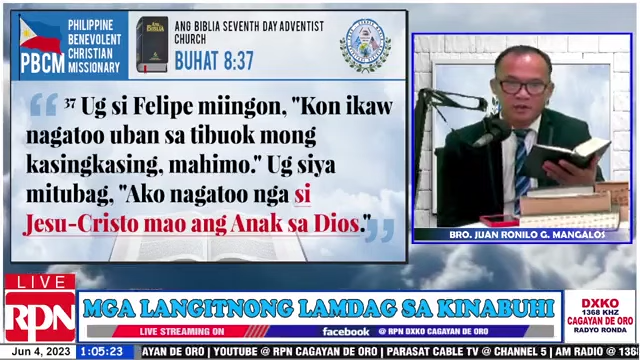 PHILIPPINE
BENEVOLENT
CHRISTIAN
MISSIONARY
PBCM
ANG BIBLIA SEVENTH DAY ADVENTIST
CHURCH
BUHAT 8:37
"37 Ug si Felipe miingon, "Kon ikaw
nagatoo uban sa tibuok mong
kasingkasing, mahimo." Ug siya
mitubag, "Ako nagatoo nga si
Jesu-Cristo mao ang Anak sa Dios."
BRO. JUAN RONILO G. MANGALOS
LIVE
RPN
MGA LANGITNONG LAMDAG SA KINABUHI
LIVE STREAMING ON facebook @ RPN DXKO CAGAYAN DE ORO
DXKO
1368 KHZ
CAGAYAN DE ORO
RADYO RONDA
Jun 4, 2023 1:05:23 AYAN DE ORO | YOUTUBE @ RPN CAGAYAN DE ORO | PARASAT CABLE TV @ CHANNEL 5 | AM RADIO @ 13